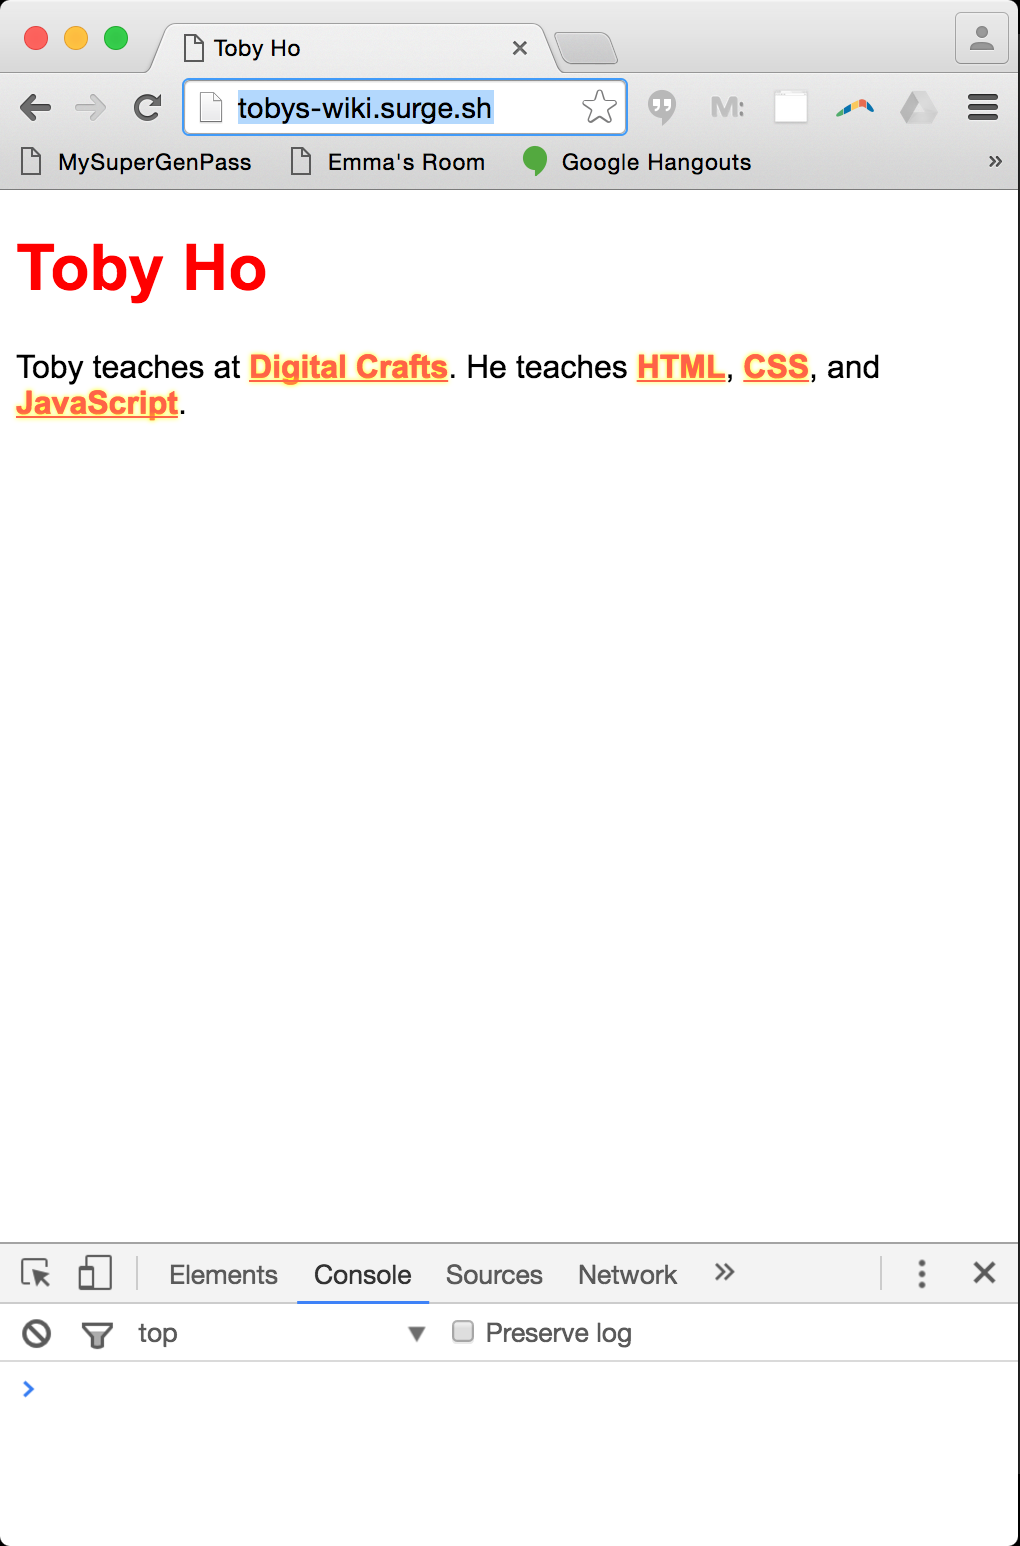 Toby Ho
tobys-wiki.surge.sh
M:
MySuperGenPass Emma's Room Google Hangouts »
Toby Ho
Toby teaches at Digital Crafts. He teaches HTML, CSS, and
JavaScript.
Elements Console Sources Network »
top Preserve log